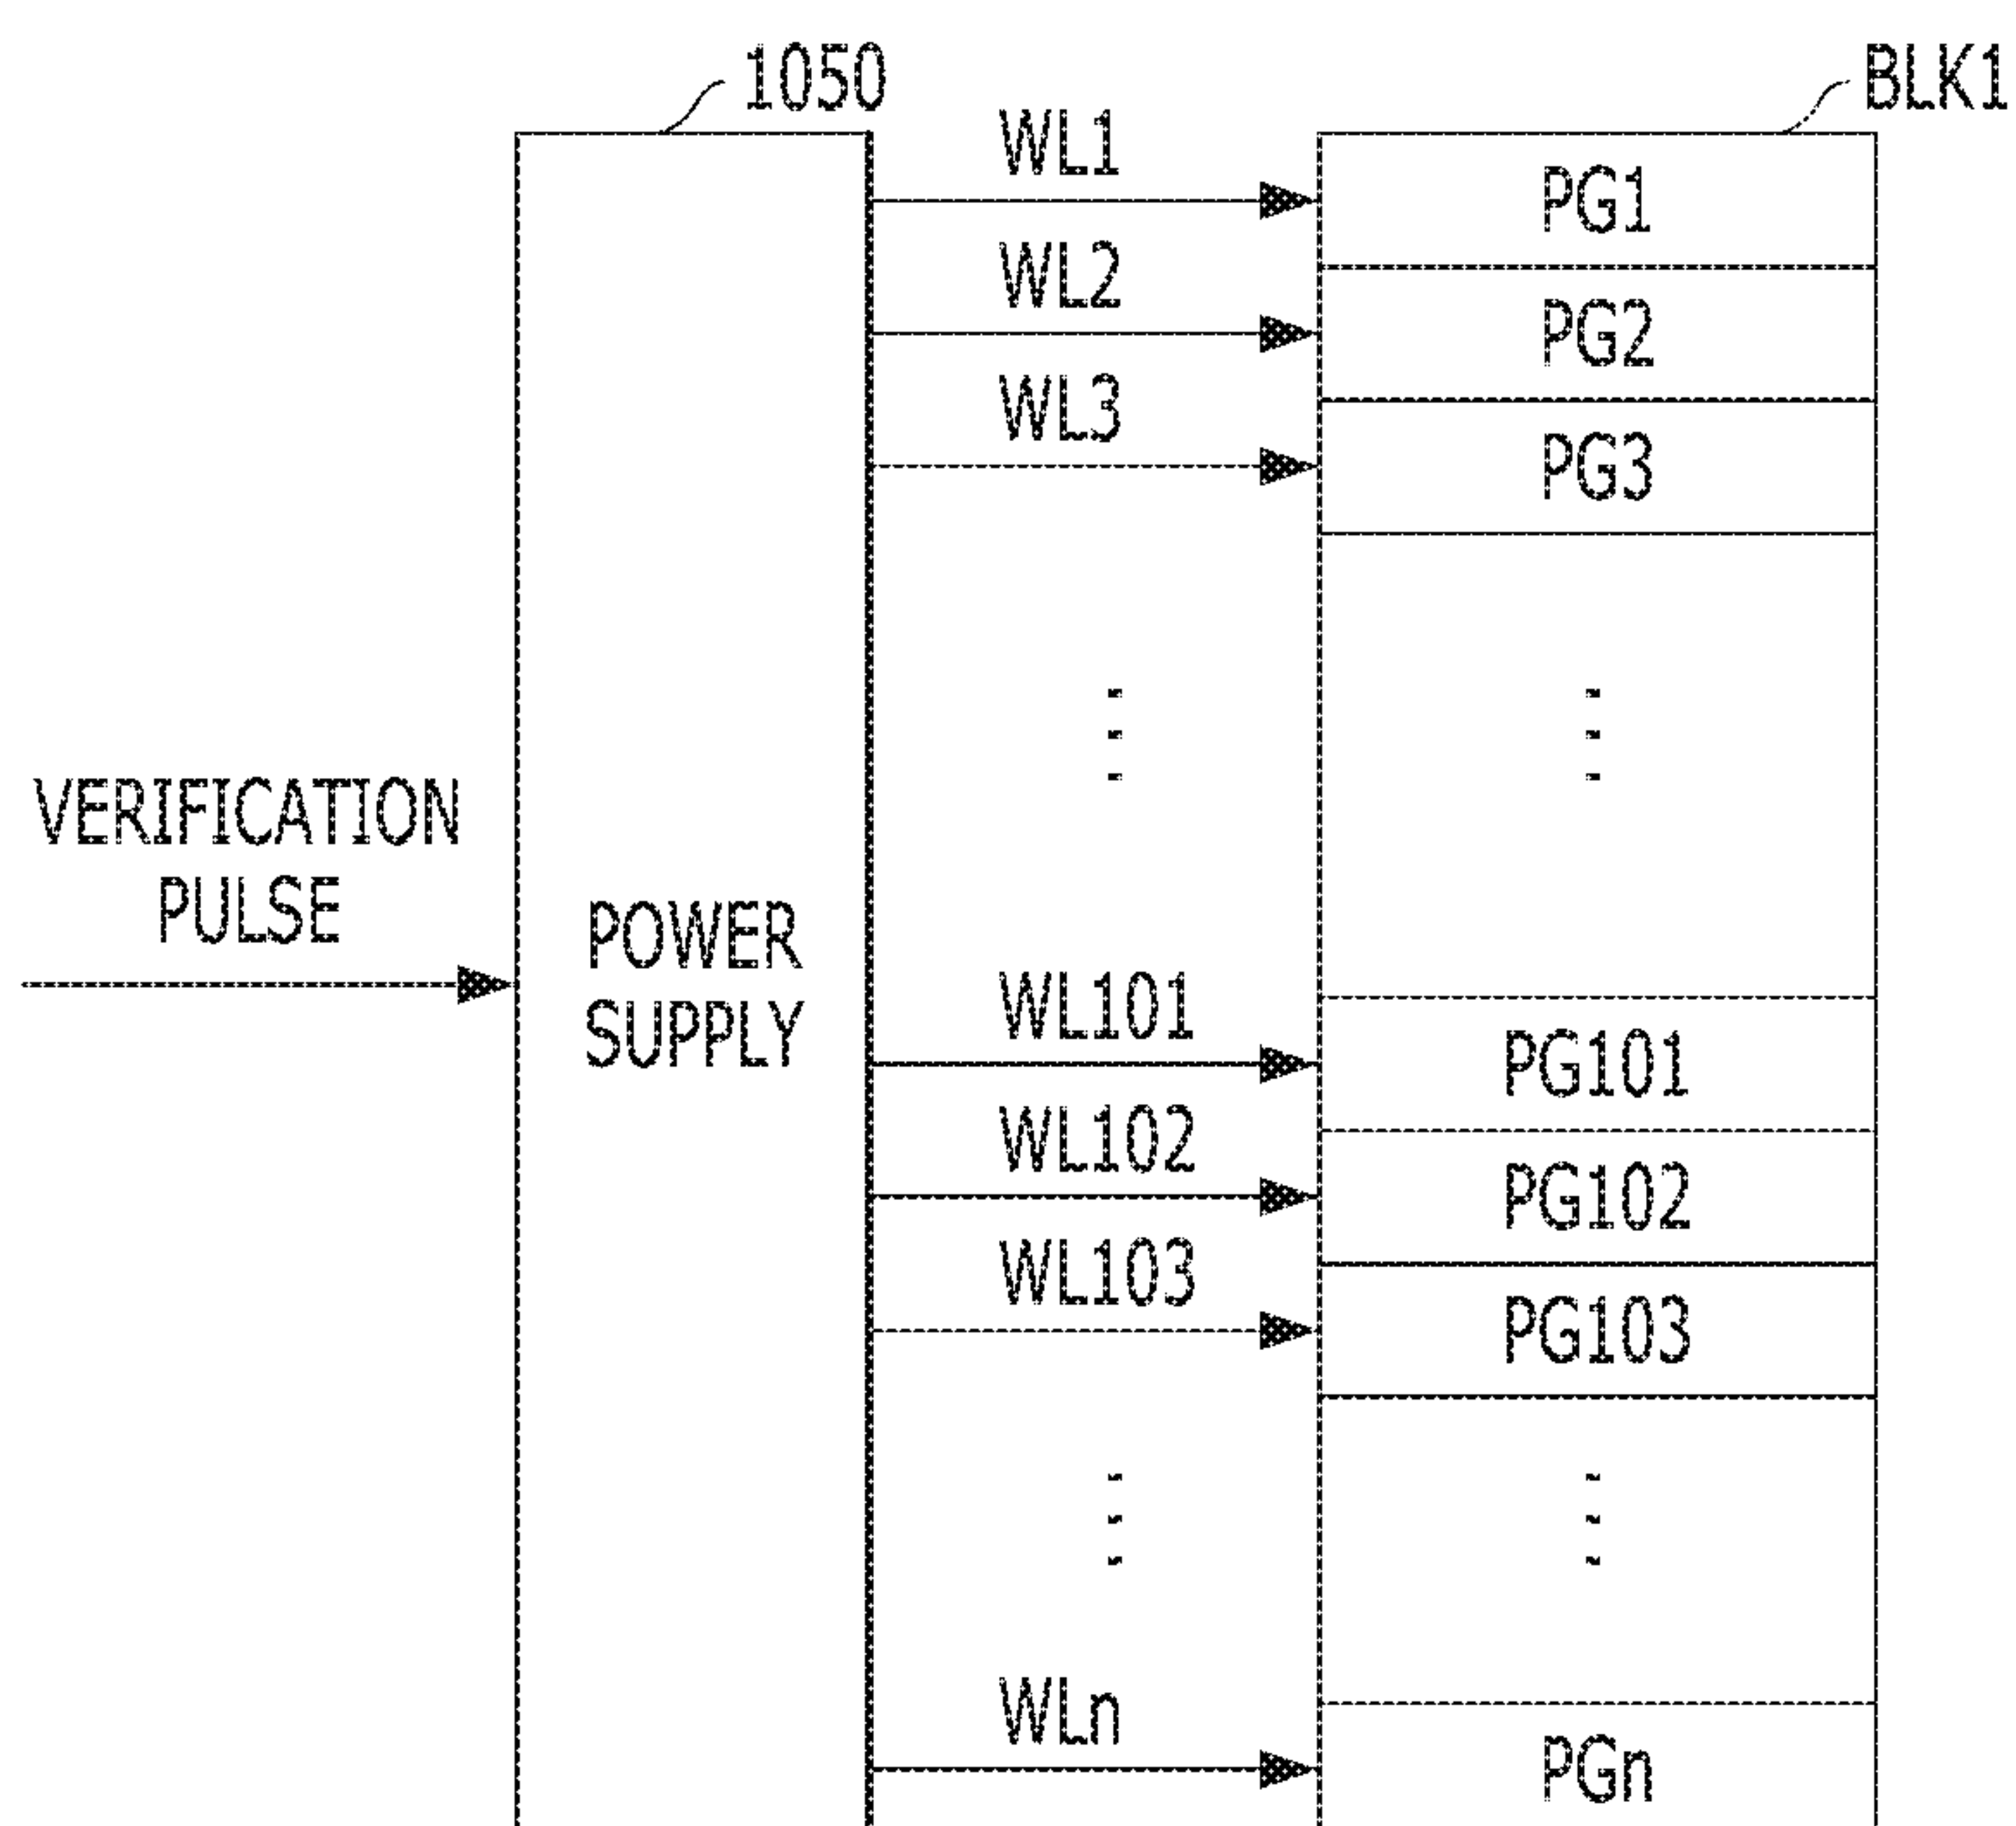 1050
BLK1
WL1
PG1
WL2
PG2
WL3
PG3
VERIFICATION
PULSE
POWER
SUPPLY
WL101
PG101
WL102
PG102
WL103
PG103
WLn
PGn